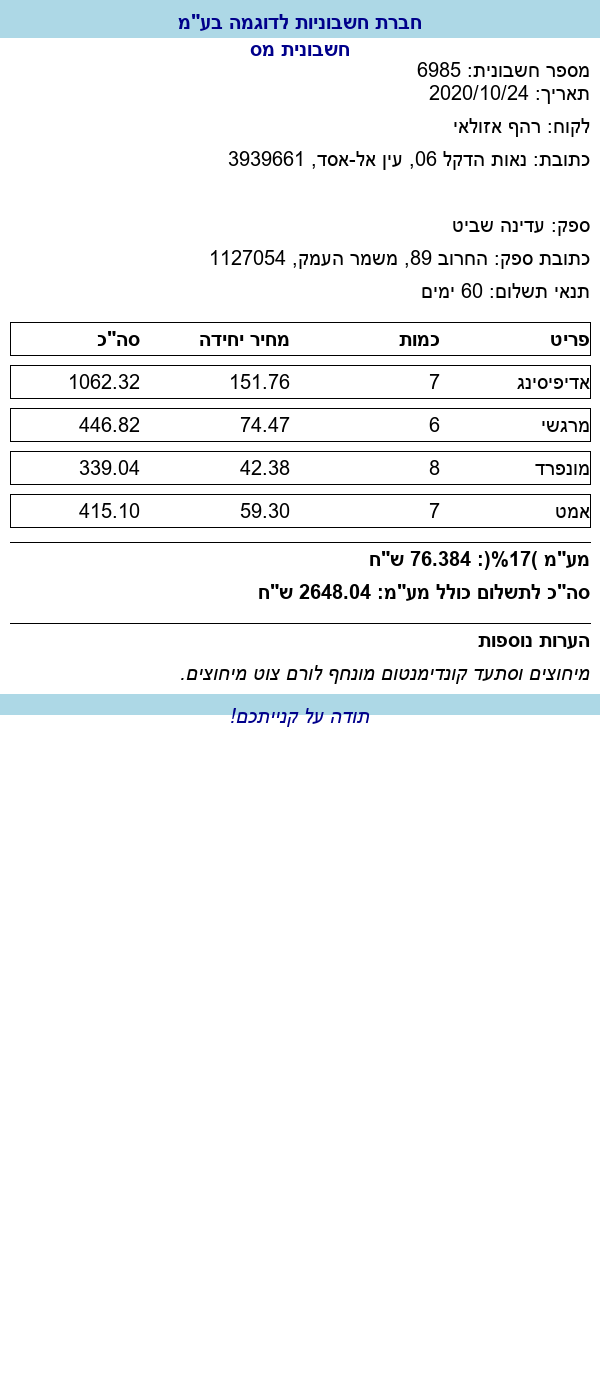 חברת חשבוניות לדוגמה בע"מ
חשבונית מס
מספר חשבונית: 6985
תאריך: 2020/10/24
לקוח: רהף אזולאי
כתובת: נאות הדקל 06, עין אל-אסד, 3939661
ספק: עדינה שביט
כתובת ספק: החרוב 89, משמר העמק, 1127054
תנאי תשלום: 60 ימים
פריט כמות מחיר יחידה סה"כ
אדיפיסינג 7 151.76 1062.32
מרגשי 6 74.47 446.82
מונפרד 8 42.38 339.04
אמט 7 59.30 415.10
מע"מ )17%(: 76.384 ש"ח
סה"כ לתשלום כולל מע"מ: 2648.04 ש"ח
הערות נוספות
מיחוצים וסתעד קונדימנטום מונחף לורם צוט מיחוצים.
תודה על קנייתכם!